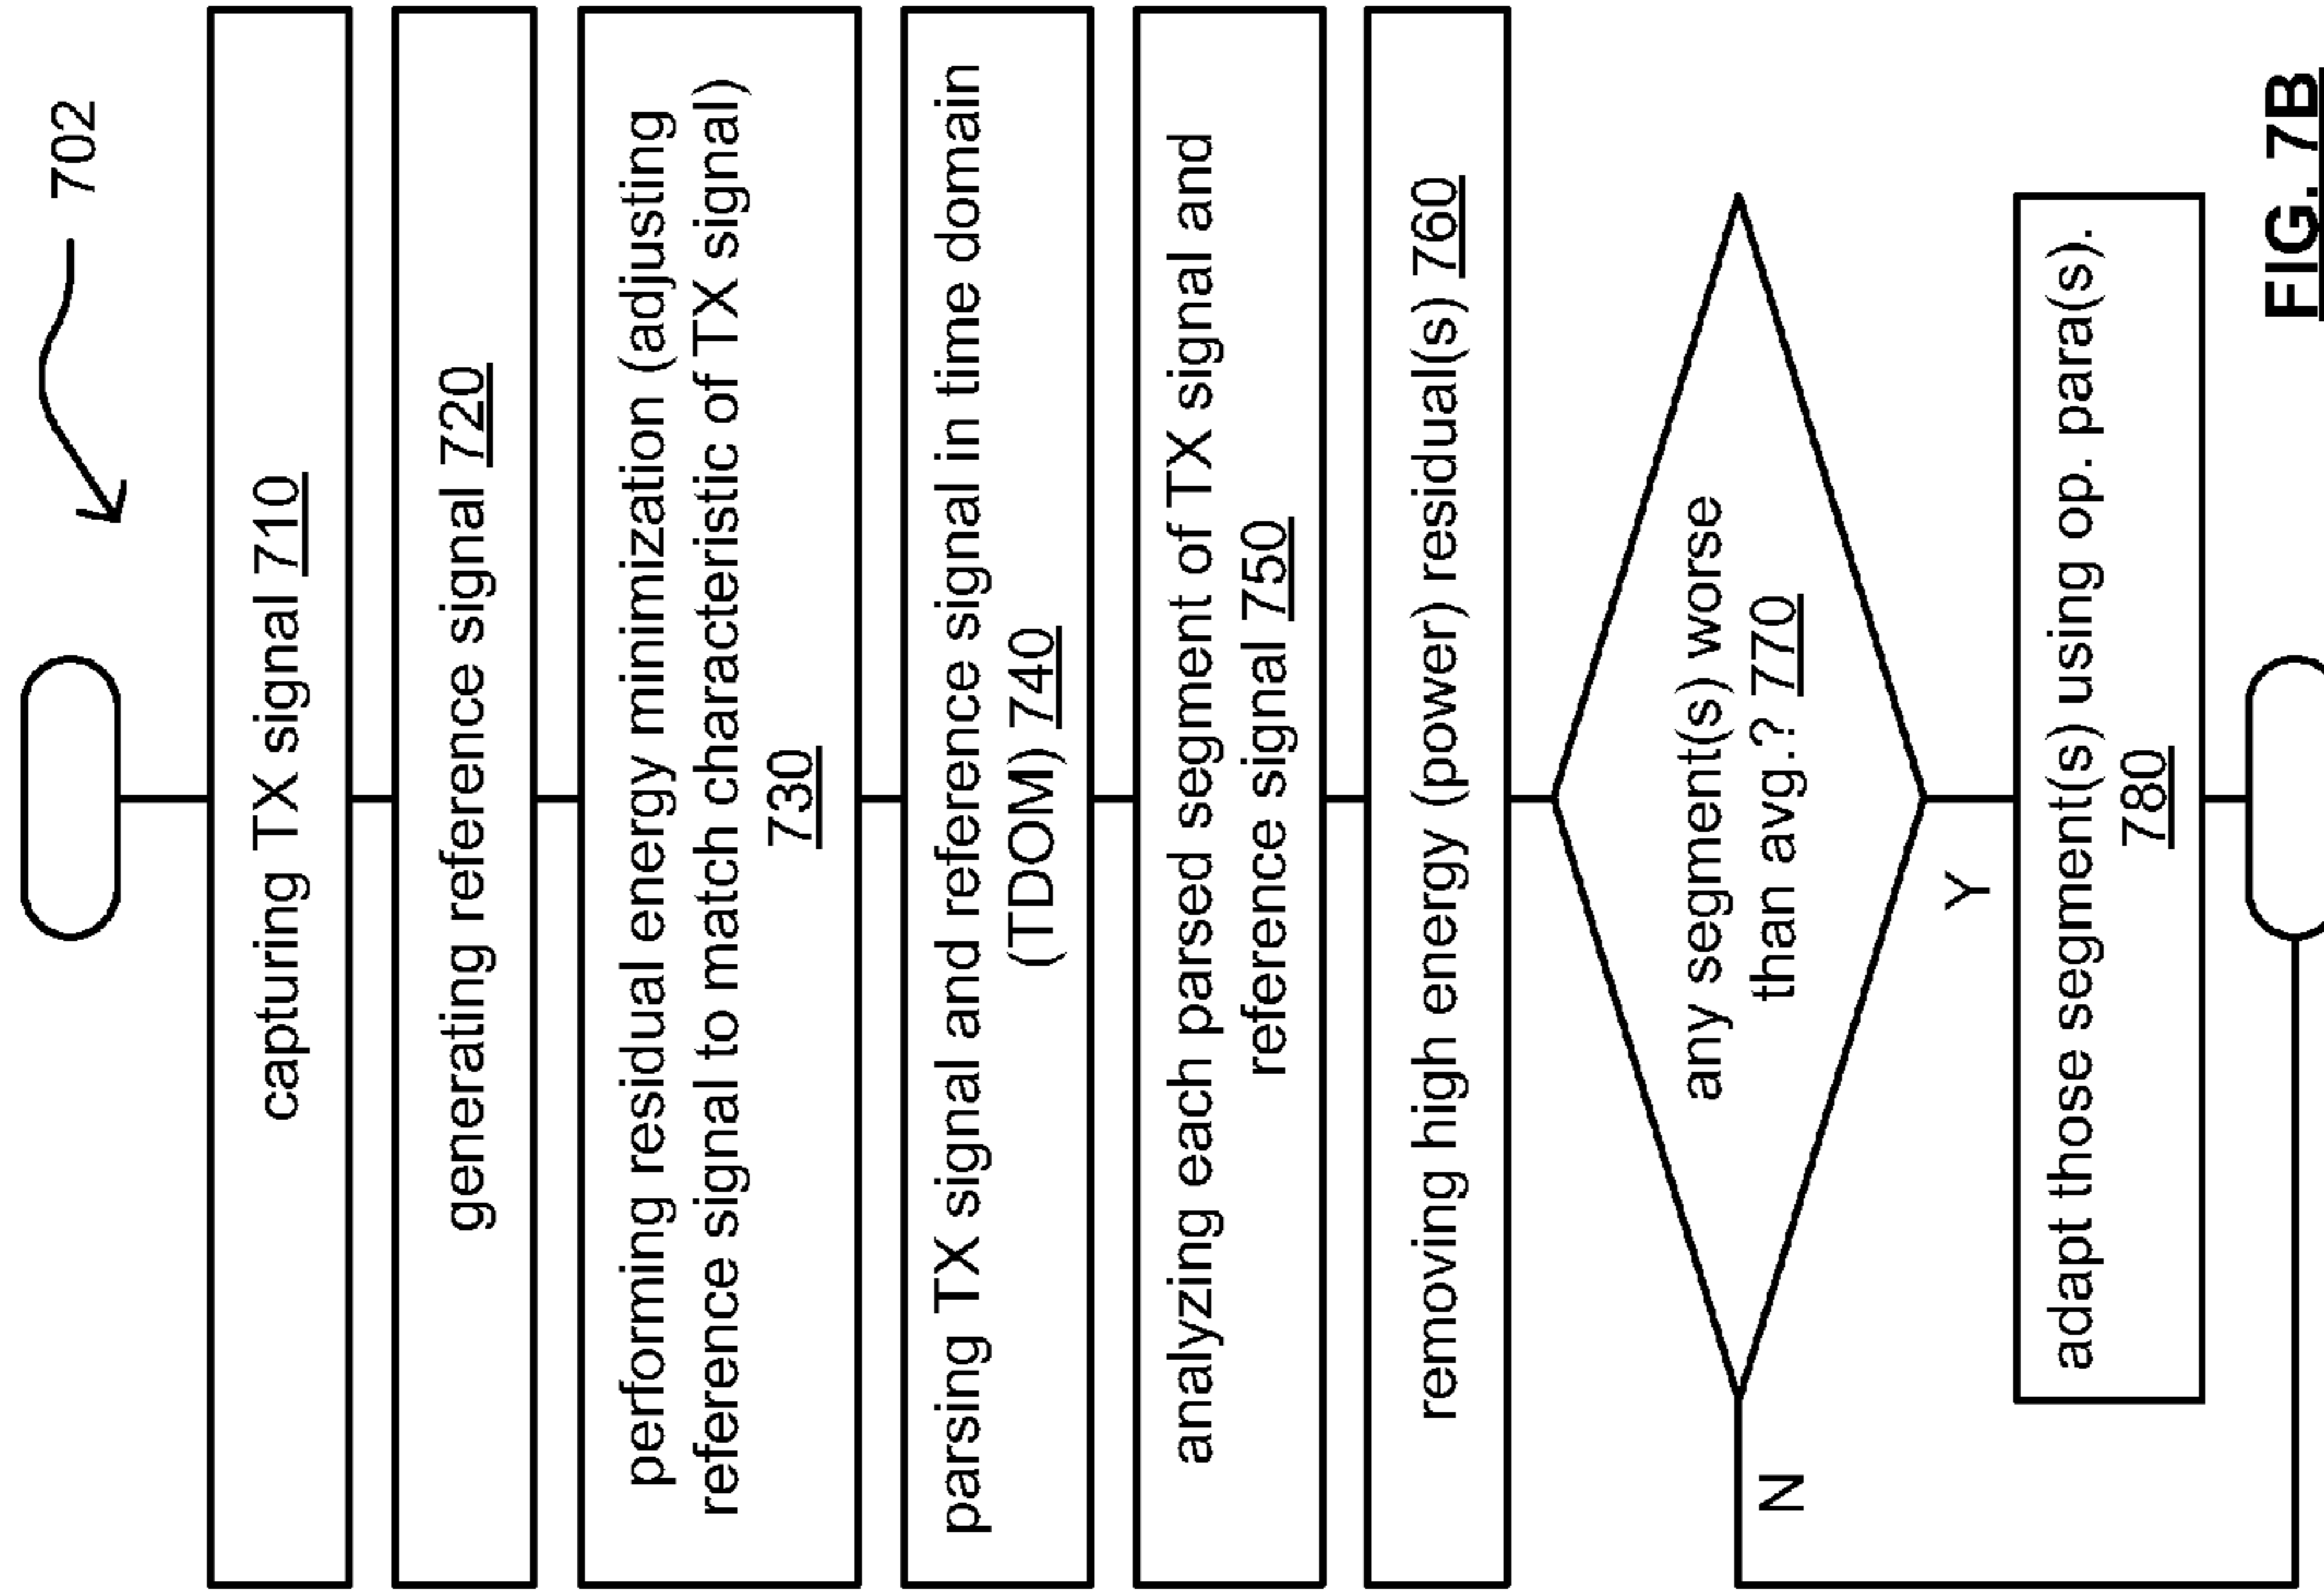 702
capturing TX signal 710
generating reference signal 720
performing residual energy minimization (adjusting
reference signal to match characteristic of TX signal)
730
parsing TX signal and reference signal in time domain
(TDOM) 740
analyzing each parsed segment of TX signal and
reference signal 750
removing high energy (power) residual(s) 760
any segment(s) worse
than avg.? 770
N
Y
adapt those segment(s) using op. para(s).
780
FIG. 7B